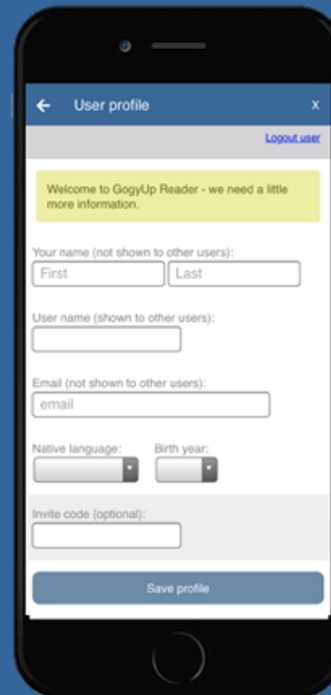 User profile X
Logout user
Welcome to GogyUp Reader - we need a little
more information.
Your name (not shown to other users):
First Last
User name (shown to other users):
Email (not shown to other users):
email
Native language: Birth year:
Invite code (optional):
Save profile